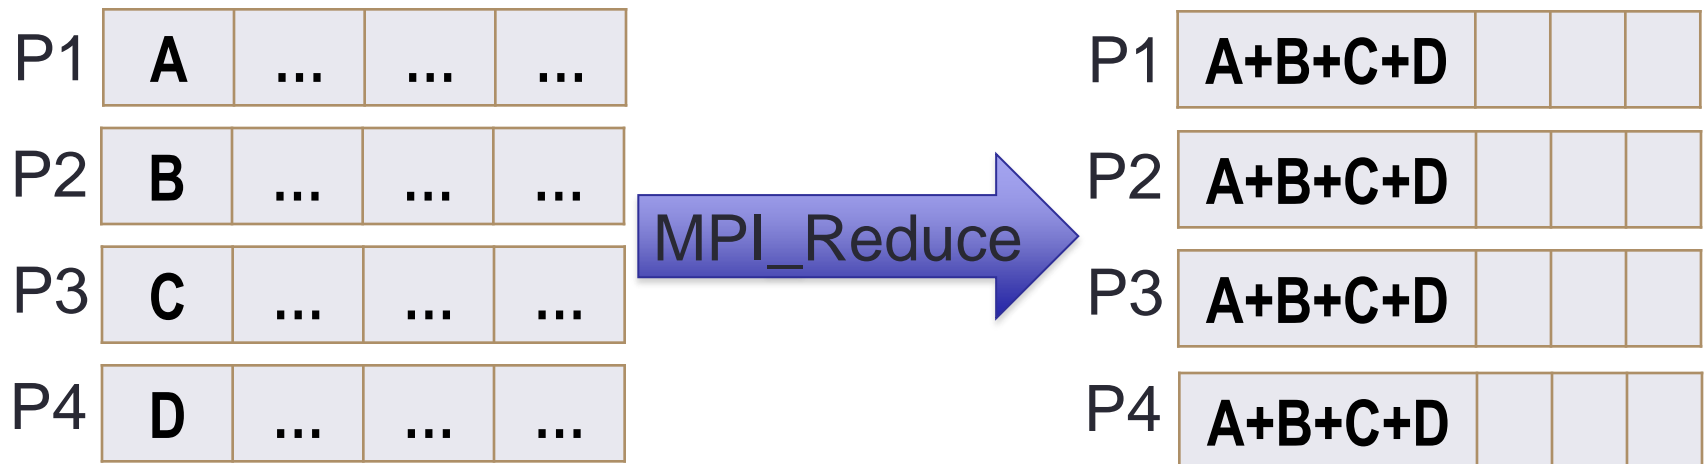 P1 A ... ... ...
P2 B ... ... ...
P3 C ... ... ...
P4 D ... ... ...
MPI_Reduce
P1 A+B+C+D
P2 A+B+C+D
P3 A+B+C+D
P4 A+B+C+D